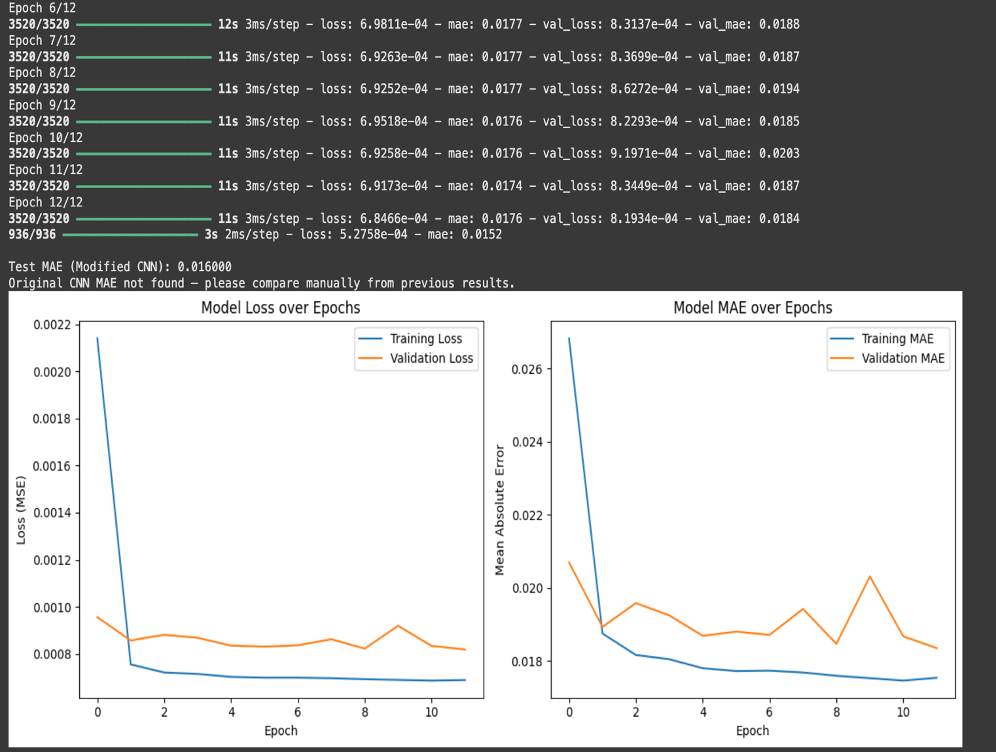 Epoch 6/12
3520/3520 ━━━━━━━━━━ 12s 3ms/step – loss: 6.9811e–04 – mae: 0.0177 – val_loss: 8.3137e–04 – val_mae: 0.0188
Epoch 7/12
3520/3520 ━━━━━━━━━━ 11s 3ms/step – loss: 6.9263e–04 – mae: 0.0177 – val_loss: 8.3699e–04 – val_mae: 0.0187
Epoch 8/12
3520/3520 ━━━━━━━━━━ 11s 3ms/step – loss: 6.9252e–04 – mae: 0.0177 – val_loss: 8.6272e–04 – val_mae: 0.0194
Epoch 9/12
3520/3520 ━━━━━━━━━━ 11s 3ms/step – loss: 6.9518e–04 – mae: 0.0176 – val_loss: 8.2293e–04 – val_mae: 0.0185
Epoch 10/12
3520/3520 ━━━━━━━━━━ 11s 3ms/step – loss: 6.9258e–04 – mae: 0.0176 – val_loss: 9.1971e–04 – val_mae: 0.0203
Epoch 11/12
3520/3520 ━━━━━━━━━━ 11s 3ms/step – loss: 6.9173e–04 – mae: 0.0174 – val_loss: 8.3449e–04 – val_mae: 0.0187
Epoch 12/12
3520/3520 ━━━━━━━━━━ 11s 3ms/step – loss: 6.8466e–04 – mae: 0.0176 – val_loss: 8.1934e–04 – val_mae: 0.0184
936/936 ━━━━━━━━━━ 3s 2ms/step – loss: 5.2758e–04 – mae: 0.0152
Test MAE (Modified CNN): 0.016000
Original CNN MAE not found – please compare manually from previous results.
Model Loss over Epochs
Training Loss
Validation Loss
0.0022
0.0020
0.0018
0.0016
0.0014
0.0012
0.0010
0.0008
Loss (MSE)
0 2 4 6 8 10
Epoch
Model MAE over Epochs
Training MAE
Validation MAE
0.026
0.024
0.022
0.020
0.018
Mean Absolute Error
0 2 4 6 8 10
Epoch